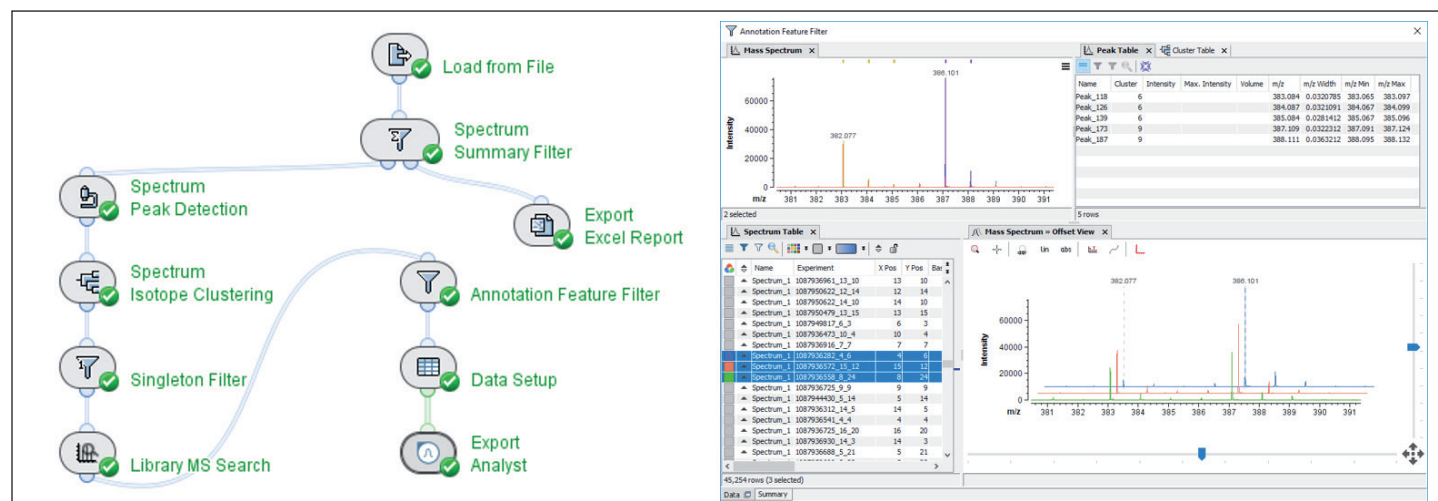 Load from File
Spectrum
Summary Filter
Spectrum
Peak Detection
Export
Excel Report
Spectrum
Isotope Clustering
Annotation Feature Filter
Singleton Filter
Data Setup
Library MS Search
Export
Analyst
Annotation Feature Filter
Mass Spectrum
386.101
382.077
60000
40000
20000
0
Intensity
m/z
381 382 383 384 385 386 387 388 389 390 391
2 selected
Peak Table Cluster Table
Name Cluster Intensity Max. Intensity Volume m/z m/z Width m/z Min m/z Max
Peak_118 6 383.084 0.0320785 383.065 383.097
Peak_126 6 384.087 0.0321091 384.067 384.099
Peak_139 6 385.084 0.0281412 385.067 385.096
Peak_173 9 387.109 0.0322312 387.091 387.124
Peak_187 9 388.111 0.0363212 388.095 388.132
5 rows
Spectrum Table
Name Experiment X Pos Y Pos Bas
Spectrum_1 1087936961_13_10 13 10
Spectrum_1 1087950622_12_14 12 14
Spectrum_1 1087950622_14_10 14 10
Spectrum_1 1087950479_13_15 13 15
Spectrum_1 1087949817_6_3 6 3
Spectrum_1 1087936473_10_4 10 4
Spectrum_1 1087936916_7_7 7 7
Spectrum_1 1087936282_4_6 4 6
Spectrum_1 1087936572_15_12 15 12
Spectrum_1 1087936558_8_24 8 24
Spectrum_1 1087936725_9_9 9 9
Spectrum_1 1087944430_5_14 5 14
Spectrum_1 1087936312_14_5 14 5
Spectrum_1 1087936541_4_4 4 4
Spectrum_1 1087936725_16_20 16 20
Spectrum_1 1087936930_14_3 14 3
Spectrum_1 1087936688_5_21 5 21
45,254 rows (3 selected)
Data Summary
Mass Spectrum = Offset View
Lin abs
382.077 386.101
60000
40000
20000
0
Intensity
m/z
381 382 383 384 385 386 387 388 389 390 391